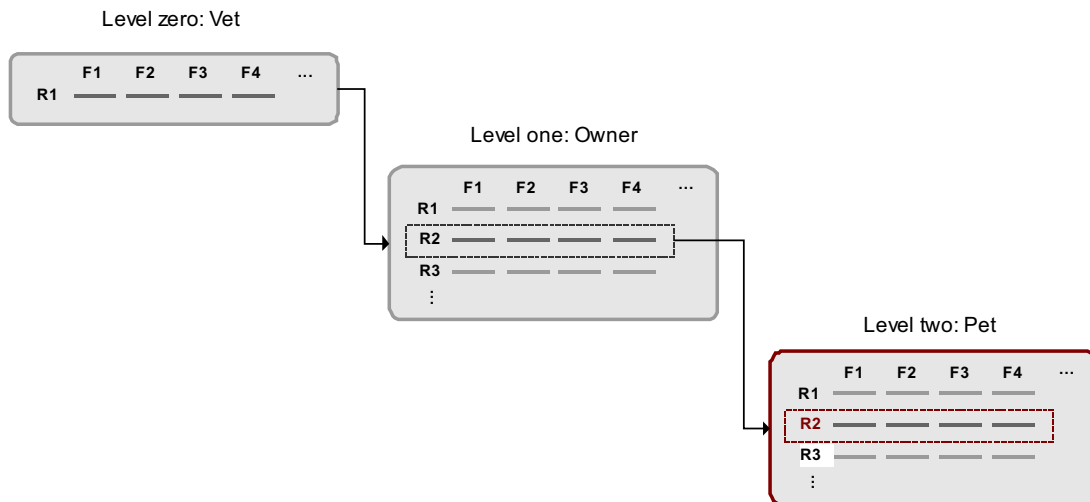 Level zero: Vet
F1 F2 F3 F4 ...
R1
Level one: Owner
F1 F2 F3 F4 ...
R1
R2
R3
⋮
Level two: Pet
F1 F2 F3 F4 ...
R1
R2
R3
⋮